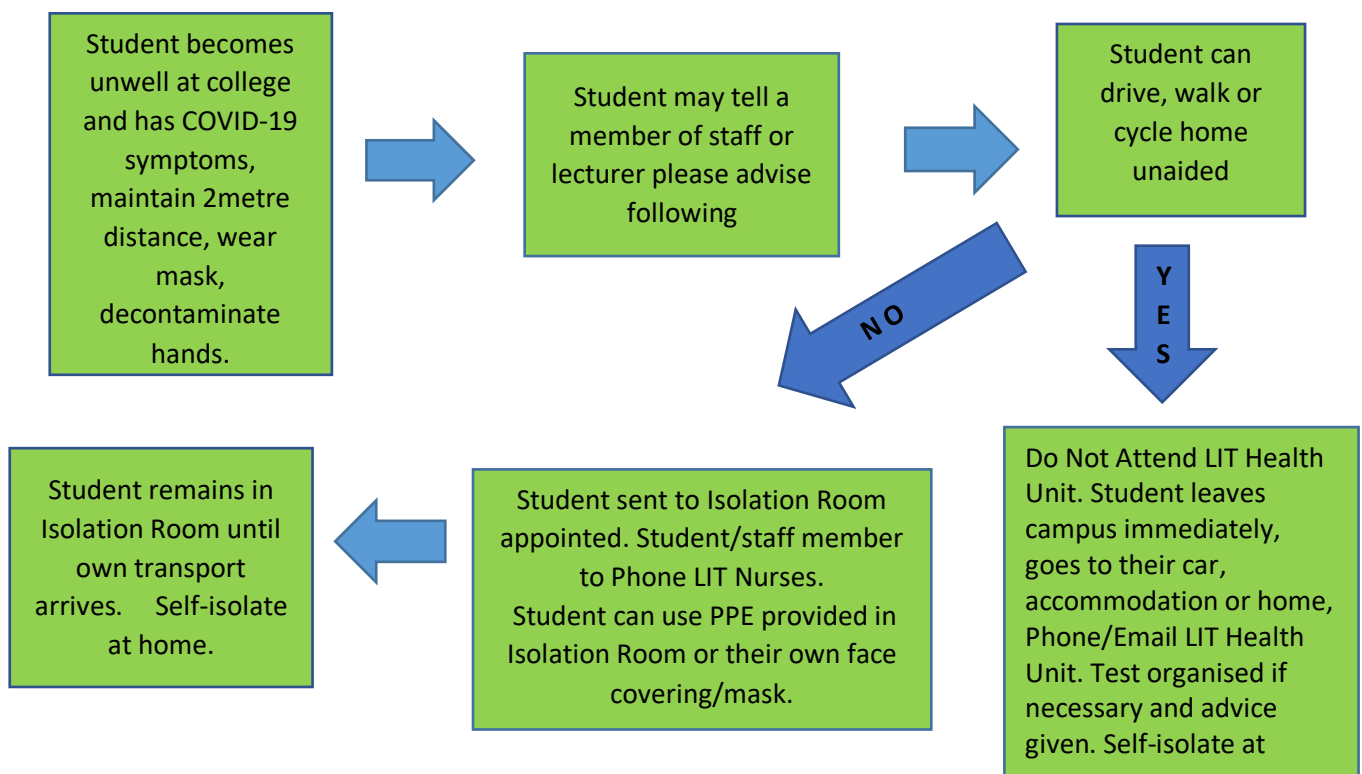 Student becomes
unwell at college
and has COVID-19
symptoms,
maintain 2metre
distance, wear
mask,
decontaminate
hands.
Student may tell a
member of staff or
lecturer please advise
following
Student can
drive, walk or
cycle home
unaided
NO
YES
Do Not Attend LIT Health
Unit. Student leaves
campus immediately,
goes to their car,
accommodation or home,
Phone/Email LIT Health
Unit. Test organised if
necessary and advice
given. Self-isolate at
Student sent to Isolation Room
appointed. Student/staff member
to Phone LIT Nurses.
Student can use PPE provided in
Isolation Room or their own face
covering/mask.
Student remains in
Isolation Room until
own transport
arrives. Self-isolate
at home.